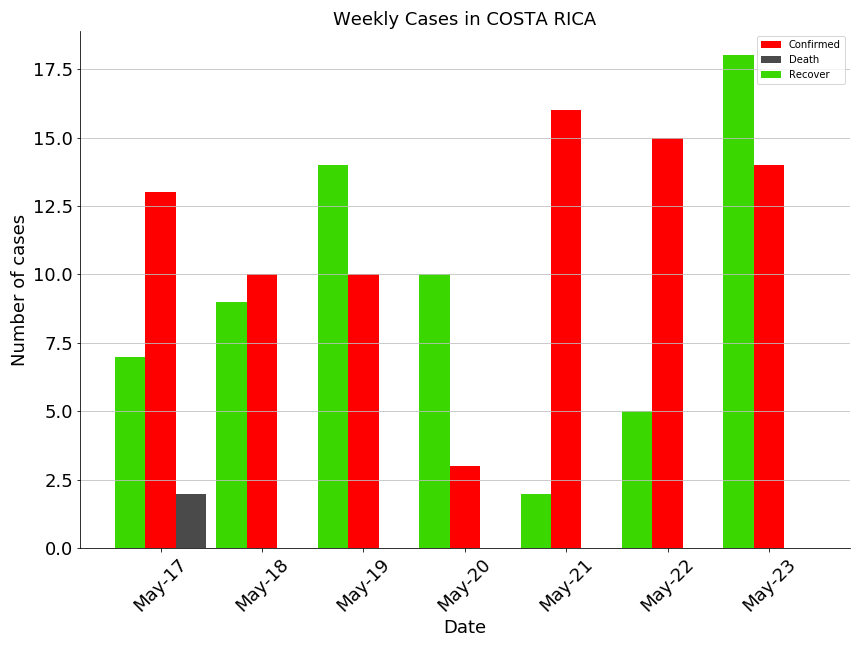 Weekly Cases in COSTA RICA
Confirmed
Death
Recover
Number of cases
17.5
15.0
12.5
10.0
7.5
5.0
2.5
0.0
May-17
May-18
May-19
May-20
May-21
May-22
May-23
Date